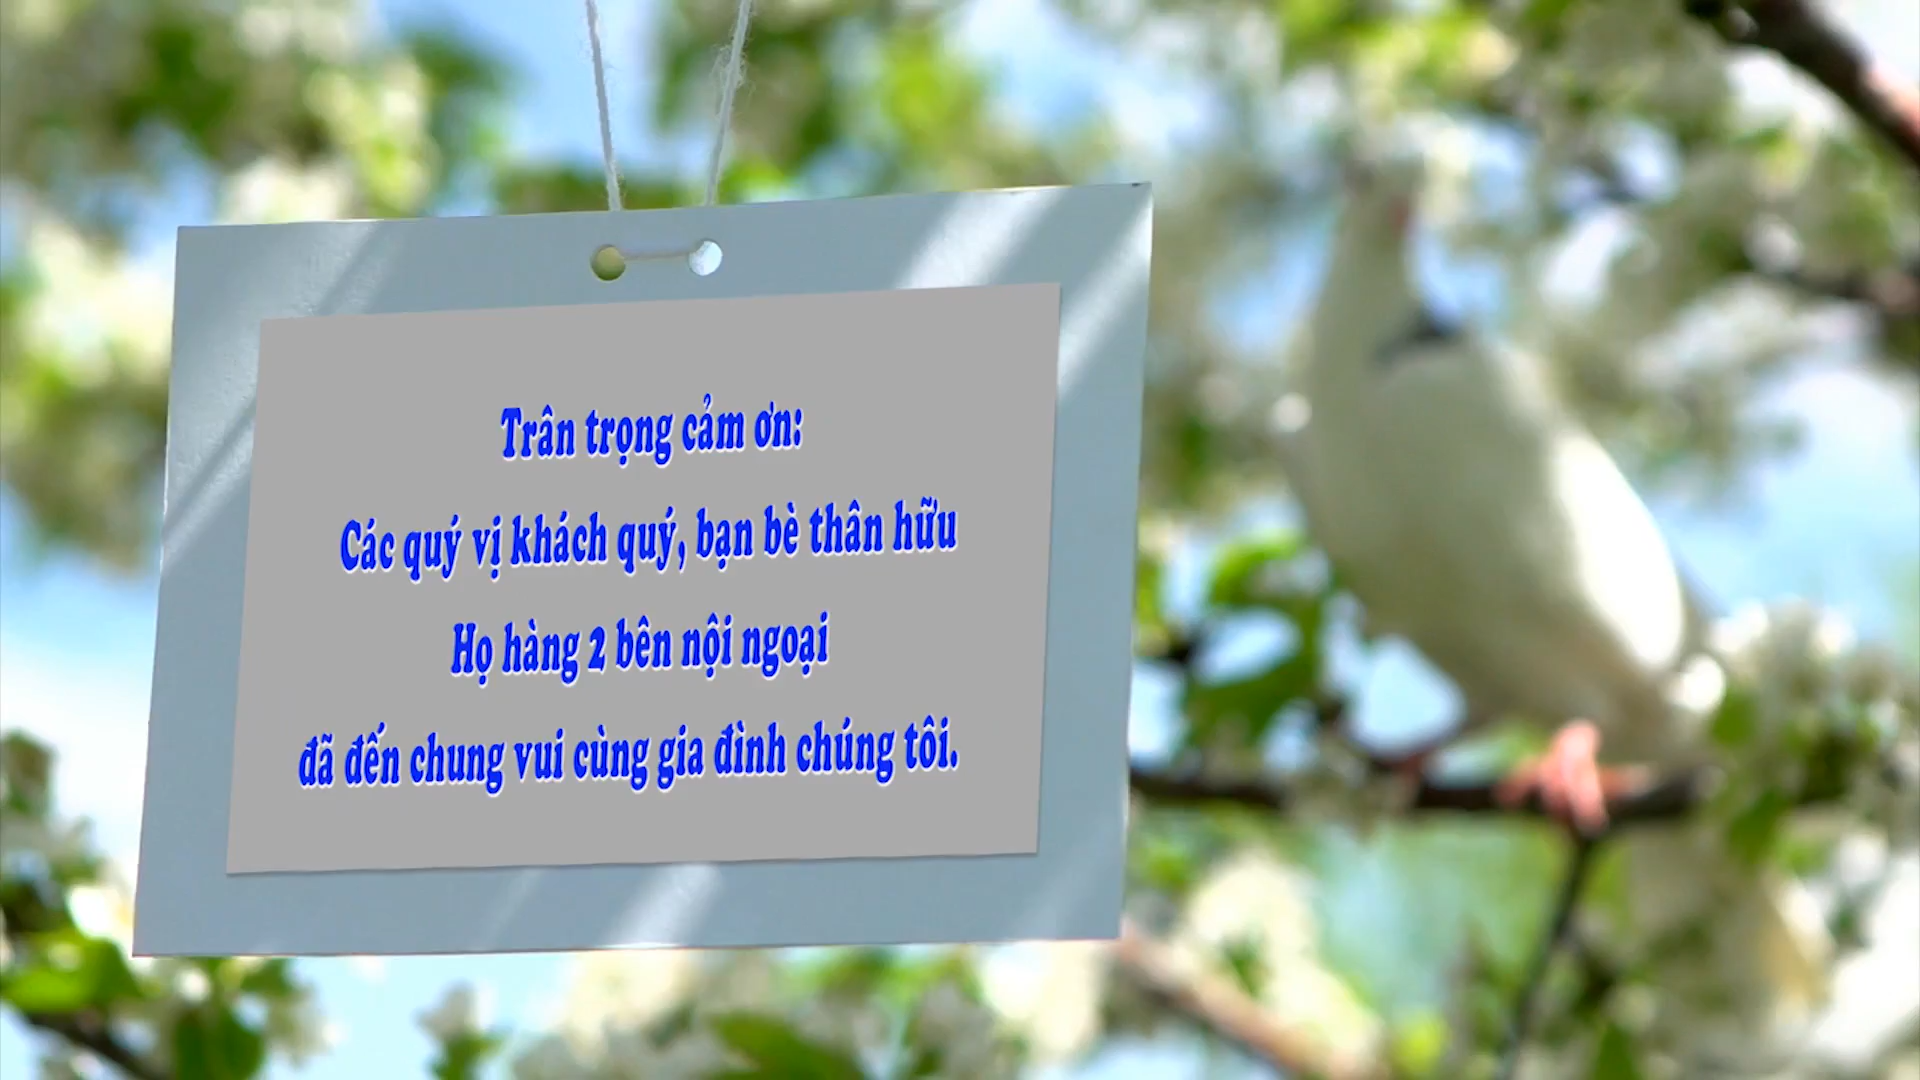 Trân trọng cảm ơn:
Các quý vị khách quý, bạn bè thân hữu
Họ hàng 2 bên nội ngoại
đã đến chung vui cùng gia đình chúng tôi.